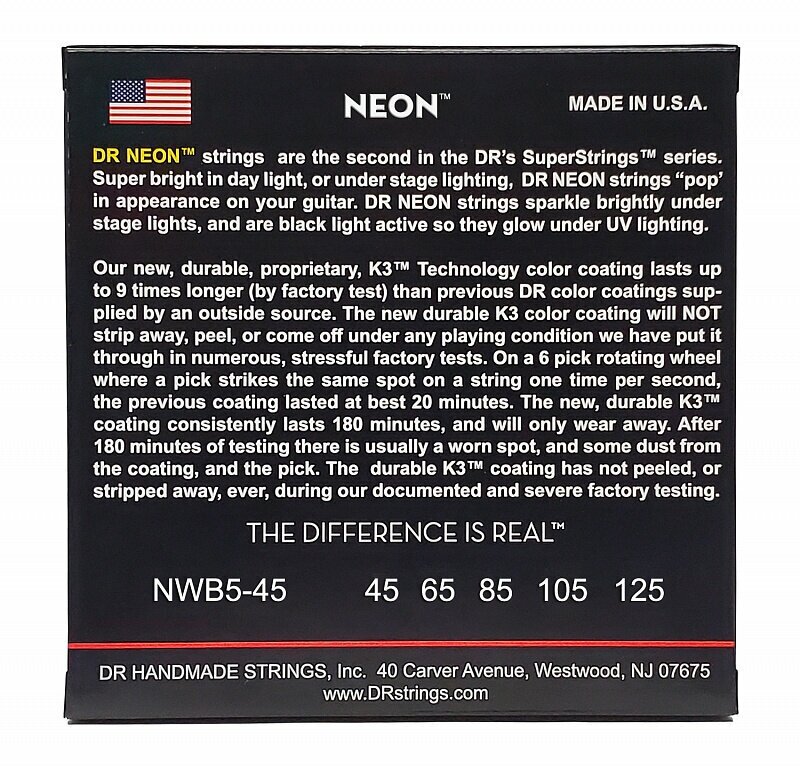 NEON™
MADE IN U.S.A.
DR NEON™ strings are the second in the DR's SuperStrings™ series.
Super bright in day light, or under stage lighting, DR NEON strings "pop'
in appearance on your guitar. DR NEON strings sparkle brightly under
stage lights, and are black light active so they glow under UV lighting.
Our new, durable, proprietary, K3™ Technology color coating lasts up
to 9 times longer (by factory test) than previous DR color coatings sup-
plied by an outside source. The new durable K3 color coating will NOT
strip away, peel, or come off under any playing condition we have put it
through in numerous, stressful factory tests. On a 6 pick rotating wheel
where a pick strikes the same spot on a string one time per second,
the previous coating lasted at best 20 minutes. The new, durable K3™
coating consistently lasts 180 minutes, and will only wear away. After
180 minutes of testing there is usually a worn spot, and some dust from
the coating, and the pick. The durable K3™ coating has not peeled, or
stripped away, ever, during our documented and severe factory testing.
THE DIFFERENCE IS REAL™
NWB5-45 45 65 85 105 125
DR HANDMADE STRINGS, Inc. 40 Carver Avenue, Westwood, NJ 07675
www.DRstrings.com